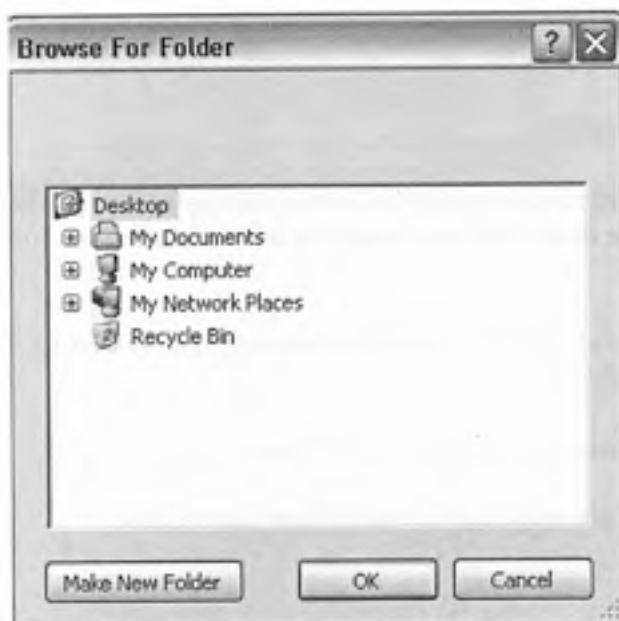 Browse For Folder ?
Desktop
My Documents
My Computer
My Network Places
Recycle Bin
Make New Folder OK Cancel